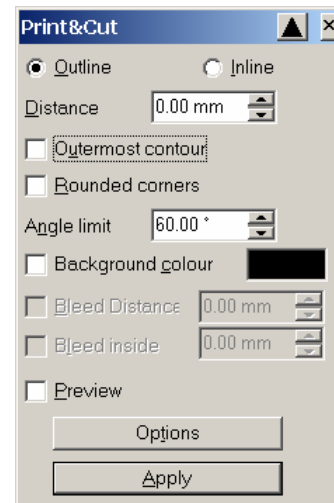 Print&Cut
Outline Inline
Distance 0.00 mm
Outermost contour
Rounded corners
Angle limit 60.00 °
Background colour
Bleed Distance 0.00 mm
Bleed inside 0.00 mm
Preview
Options
Apply